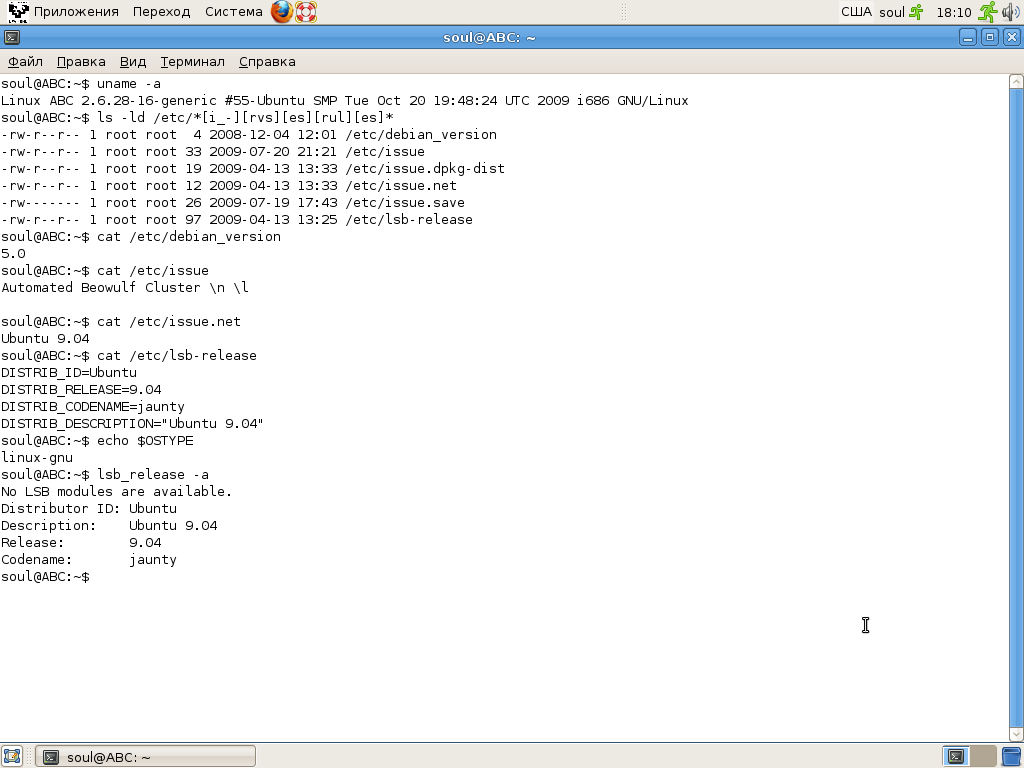 Приложения Переход Система США soul 18:10
soul@ABC: ~
Файл Правка Вид Терминал Справка
soul@ABC:~$ uname -a
Linux ABC 2.6.28-16-generic #55-Ubuntu SMP Tue Oct 20 19:48:24 UTC 2009 i686 GNU/Linux
soul@ABC:~$ ls -ld /etc/*[i_-][rvs][es][rul][es]*
-rw-r--r-- 1 root root  4 2008-12-04 12:01 /etc/debian_version
-rw-r--r-- 1 root root 33 2009-07-20 21:21 /etc/issue
-rw-r--r-- 1 root root 19 2009-04-13 13:33 /etc/issue.dpkg-dist
-rw-r--r-- 1 root root 12 2009-04-13 13:33 /etc/issue.net
-rw------- 1 root root 26 2009-07-19 17:43 /etc/issue.save
-rw-r--r-- 1 root root 97 2009-04-13 13:25 /etc/lsb-release
soul@ABC:~$ cat /etc/debian_version
5.0
soul@ABC:~$ cat /etc/issue
Automated Beowulf Cluster \n \l
soul@ABC:~$ cat /etc/issue.net
Ubuntu 9.04
soul@ABC:~$ cat /etc/lsb-release
DISTRIB_ID=Ubuntu
DISTRIB_RELEASE=9.04
DISTRIB_CODENAME=jaunty
DISTRIB_DESCRIPTION="Ubuntu 9.04"
soul@ABC:~$ echo $OSTYPE
linux-gnu
soul@ABC:~$ lsb_release -a
No LSB modules are available.
Distributor ID: Ubuntu
Description:    Ubuntu 9.04
Release:        9.04
Codename:       jaunty
soul@ABC:~$
soul@ABC: ~